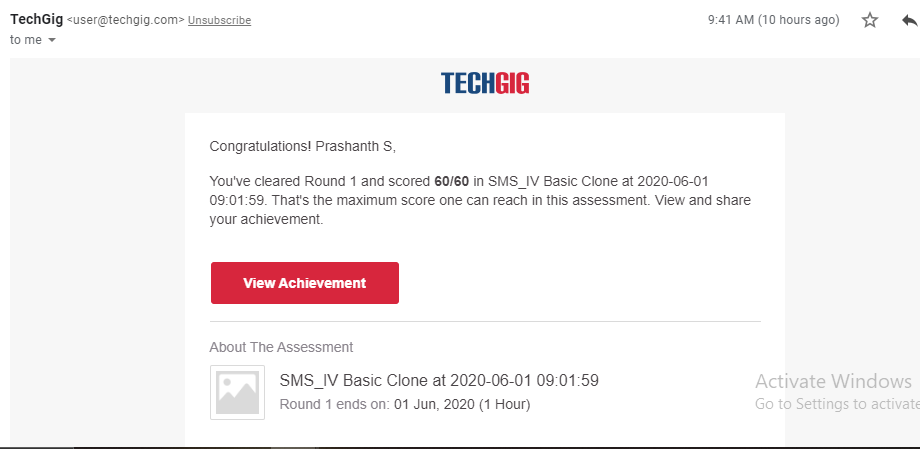 TechGig <user@techgig.com> Unsubscribe 9:41 AM (10 hours ago)
to me
TECHGIG
Congratulations! Prashanth S,
You've cleared Round 1 and scored 60/60 in SMS_IV Basic Clone at 2020-06-01
09:01:59. That's the maximum score one can reach in this assessment. View and share
your achievement.
View Achievement
About The Assessment
SMS_IV Basic Clone at 2020-06-01 09:01:59
Round 1 ends on: 01 Jun, 2020 (1 Hour)
Activate Windows
Go to Settings to activate